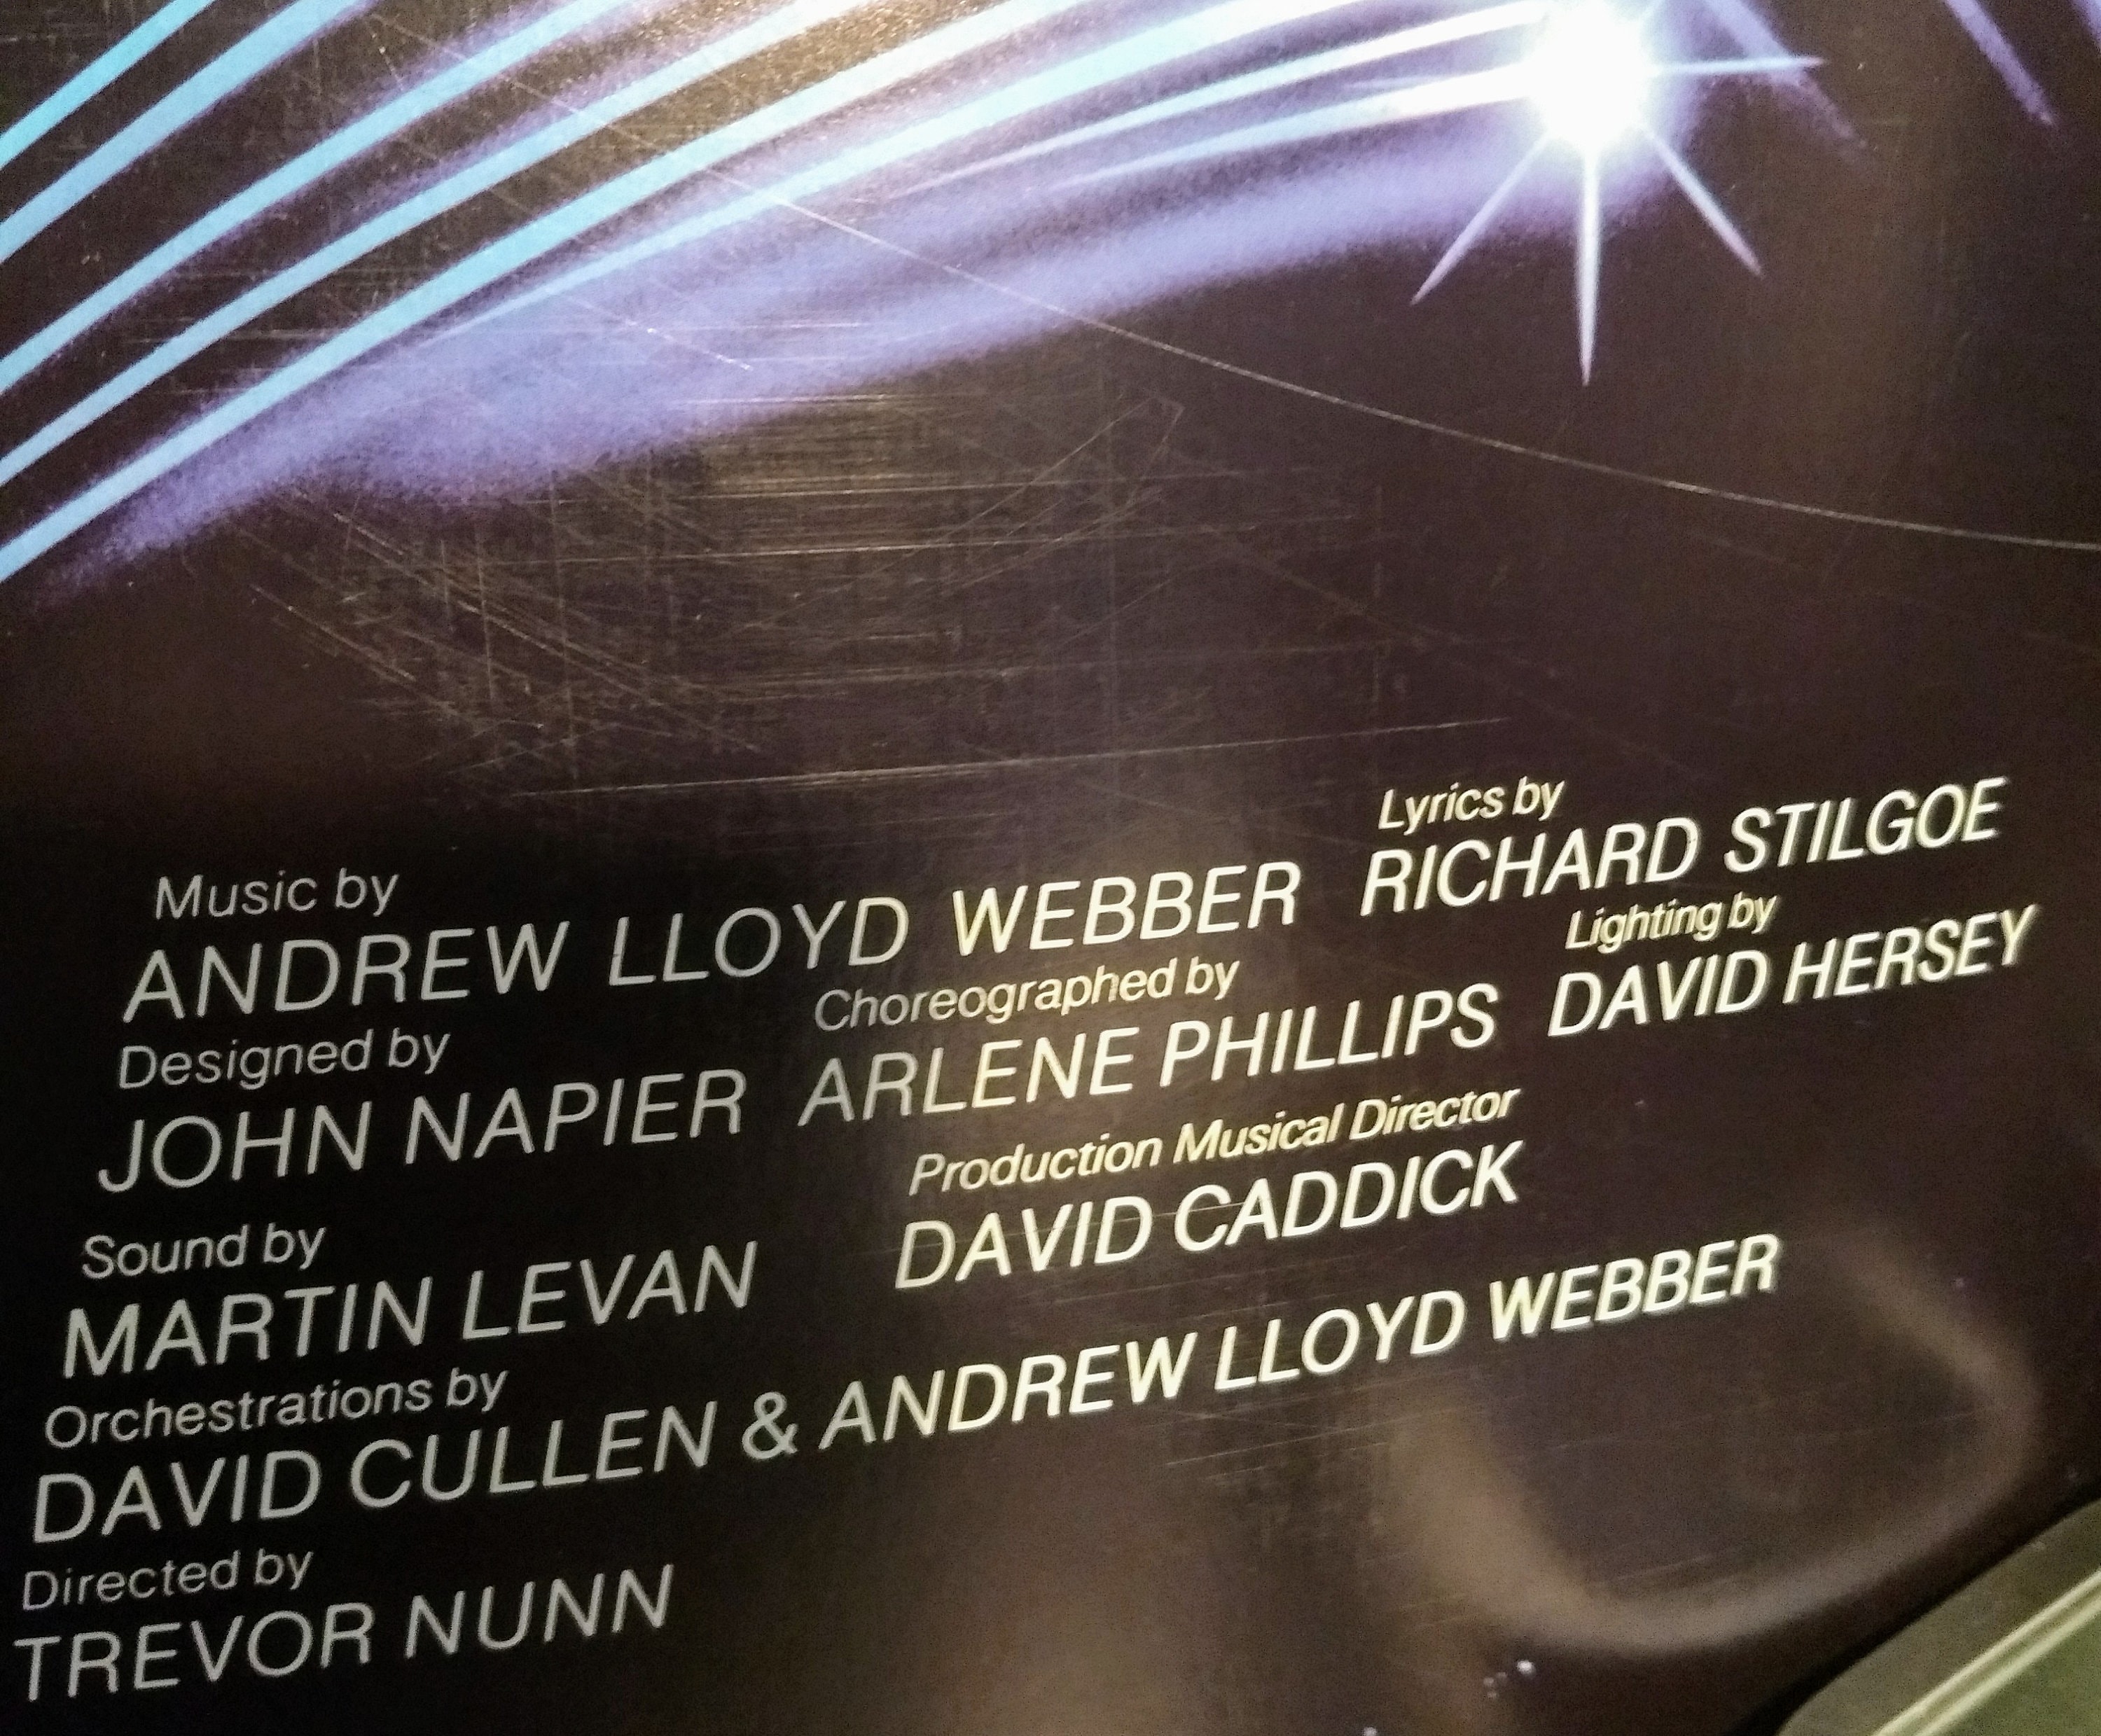 Music by
Lyrics by
ANDREW LLOYD WEBBER RICHARD STILGOE
Designed by
Choreographed by
Lighting by
JOHN NAPIER ARLENE PHILLIPS DAVID HERSEY
Sound by
Production Musical Director
MARTIN LEVAN DAVID CADDICK
Orchestrations by
DAVID CULLEN & ANDREW LLOYD WEBBER
Directed by
TREVOR NUNN